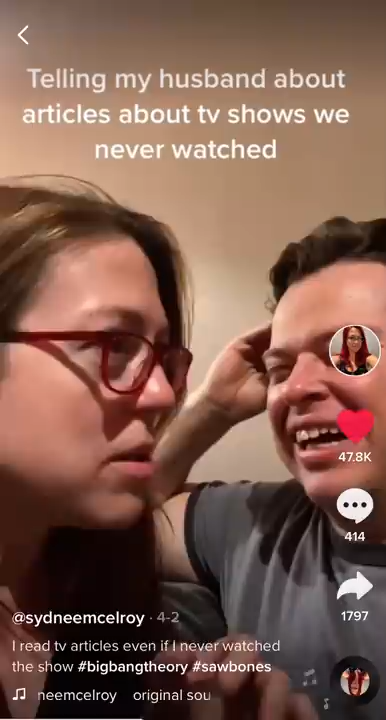 Telling my husband about
articles about tv shows we
never watched
47.8K
414
1797
@sydneemcelroy · 4-2
I read tv articles even if I never watched
the show #bigbangtheory #sawbones
neemcelroy original sou